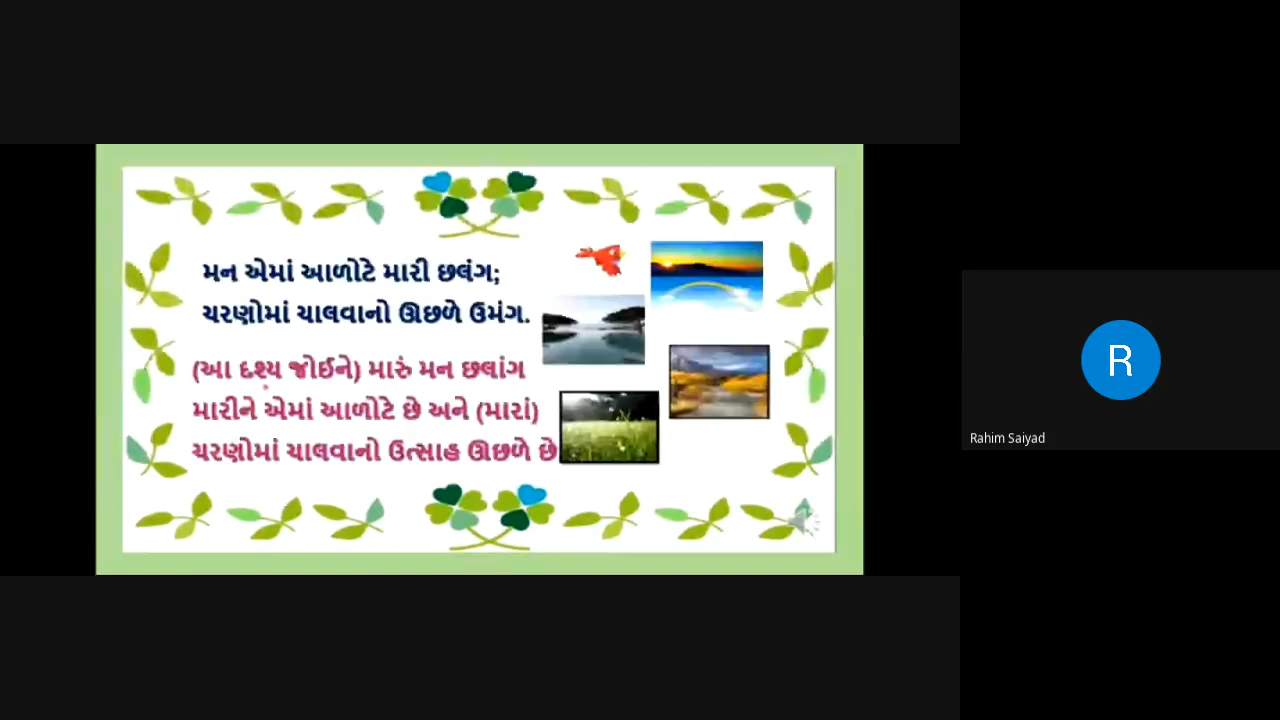 મન એમાં આળોટે મારી છલંગ;
ચરણોમાં ચાલવાનો ઊછળે ઉમંગ.
(આ દશ્ય જોઈને) મારું મન છલાંગ
મારીને એમાં આળોટે છે અને (મારાં)
ચરણોમાં ચાલવાનો ઉત્સાહ ઊછળે છે
R
Rahim Saiyad